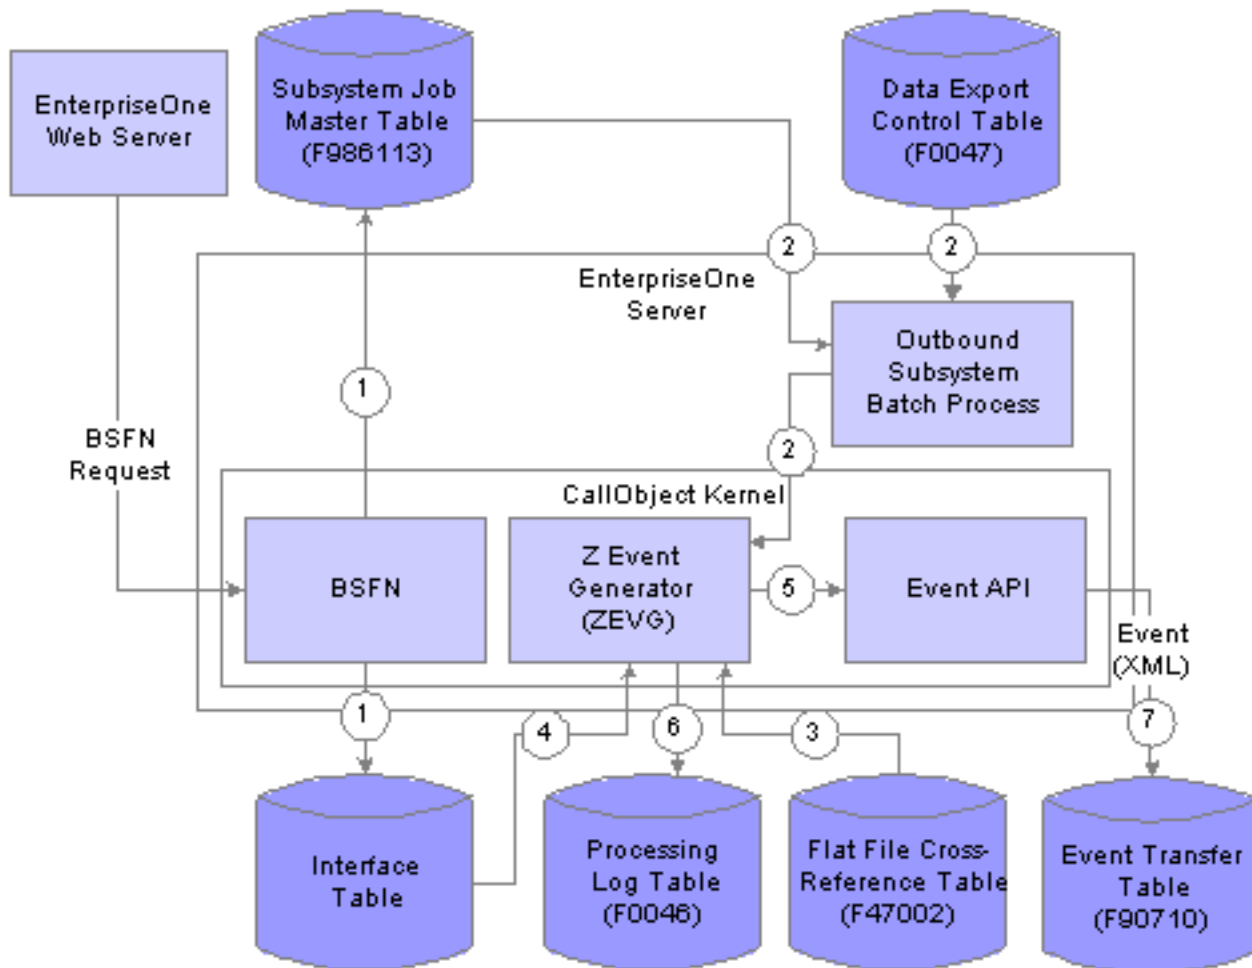 EnterpriseOne
Web Server
Subsystem Job
Master Table
(F986113)
Data Export
Control Table
(F0047)
2
2
EnterpriseOne
Server
Outbound
Subsystem
Batch Process
1
BSFN
Request
2
CallObject Kernel
BSFN
Z Event
Generator
(ZEVG)
5
Event API
Event
(XML)
1
4
6
3
7
Interface
Table
Processing
Log Table
(F0046)
Flat File Cross-
Reference Table
(F47002)
Event Transfer
Table
(F90710)